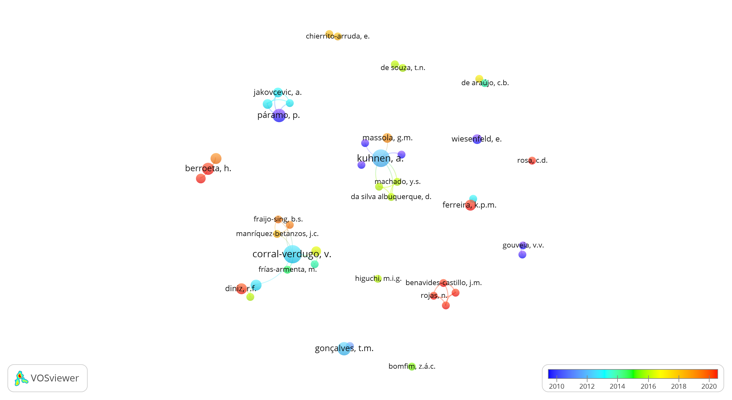 chierrito-arruda, e.
de souza, t.n.
de araújo, c.b.
jakovcevic, a.
páramo, p.
massola, g.m.
wiesenfeld, e.
kuhnen, a.
rosa, c.d.
berroeta, h.
machado, y.s.
da silva albuquerque, d.
ferreira, k.p.m.
fraijo-sing, b.s.
manríquez-betanzos, j.c.
gouveia, v.v.
corral-verdugo, v.
frías-armenta, m.
higuchi, m.i.g.
benavides-castillo, j.m.
diniz, r.f.
rojas, n.
gonçalves, t.m.
bomfim, z.á.c.
VOSviewer
2010 2012 2014 2016 2018 2020